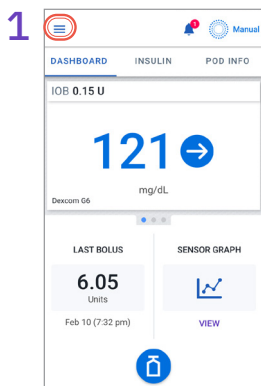 1
Manual
DASHBOARD INSULIN POD INFO
IOB 0.15 U
121
mg/dL
Dexcom G6
LAST BOLUS SENSOR GRAPH
6.05
Units
Feb 10 (7:32 pm) VIEW